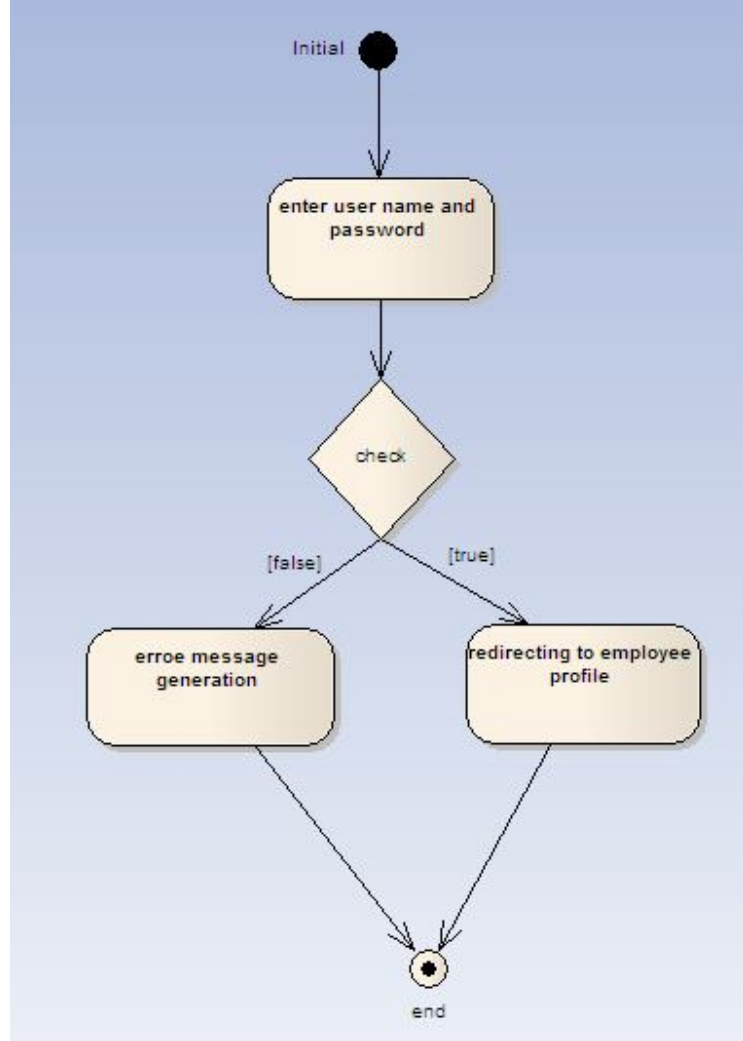 Initial
enter user name and
password
check
[false]
[true]
erroe message
generation
redirecting to employee
profile
end